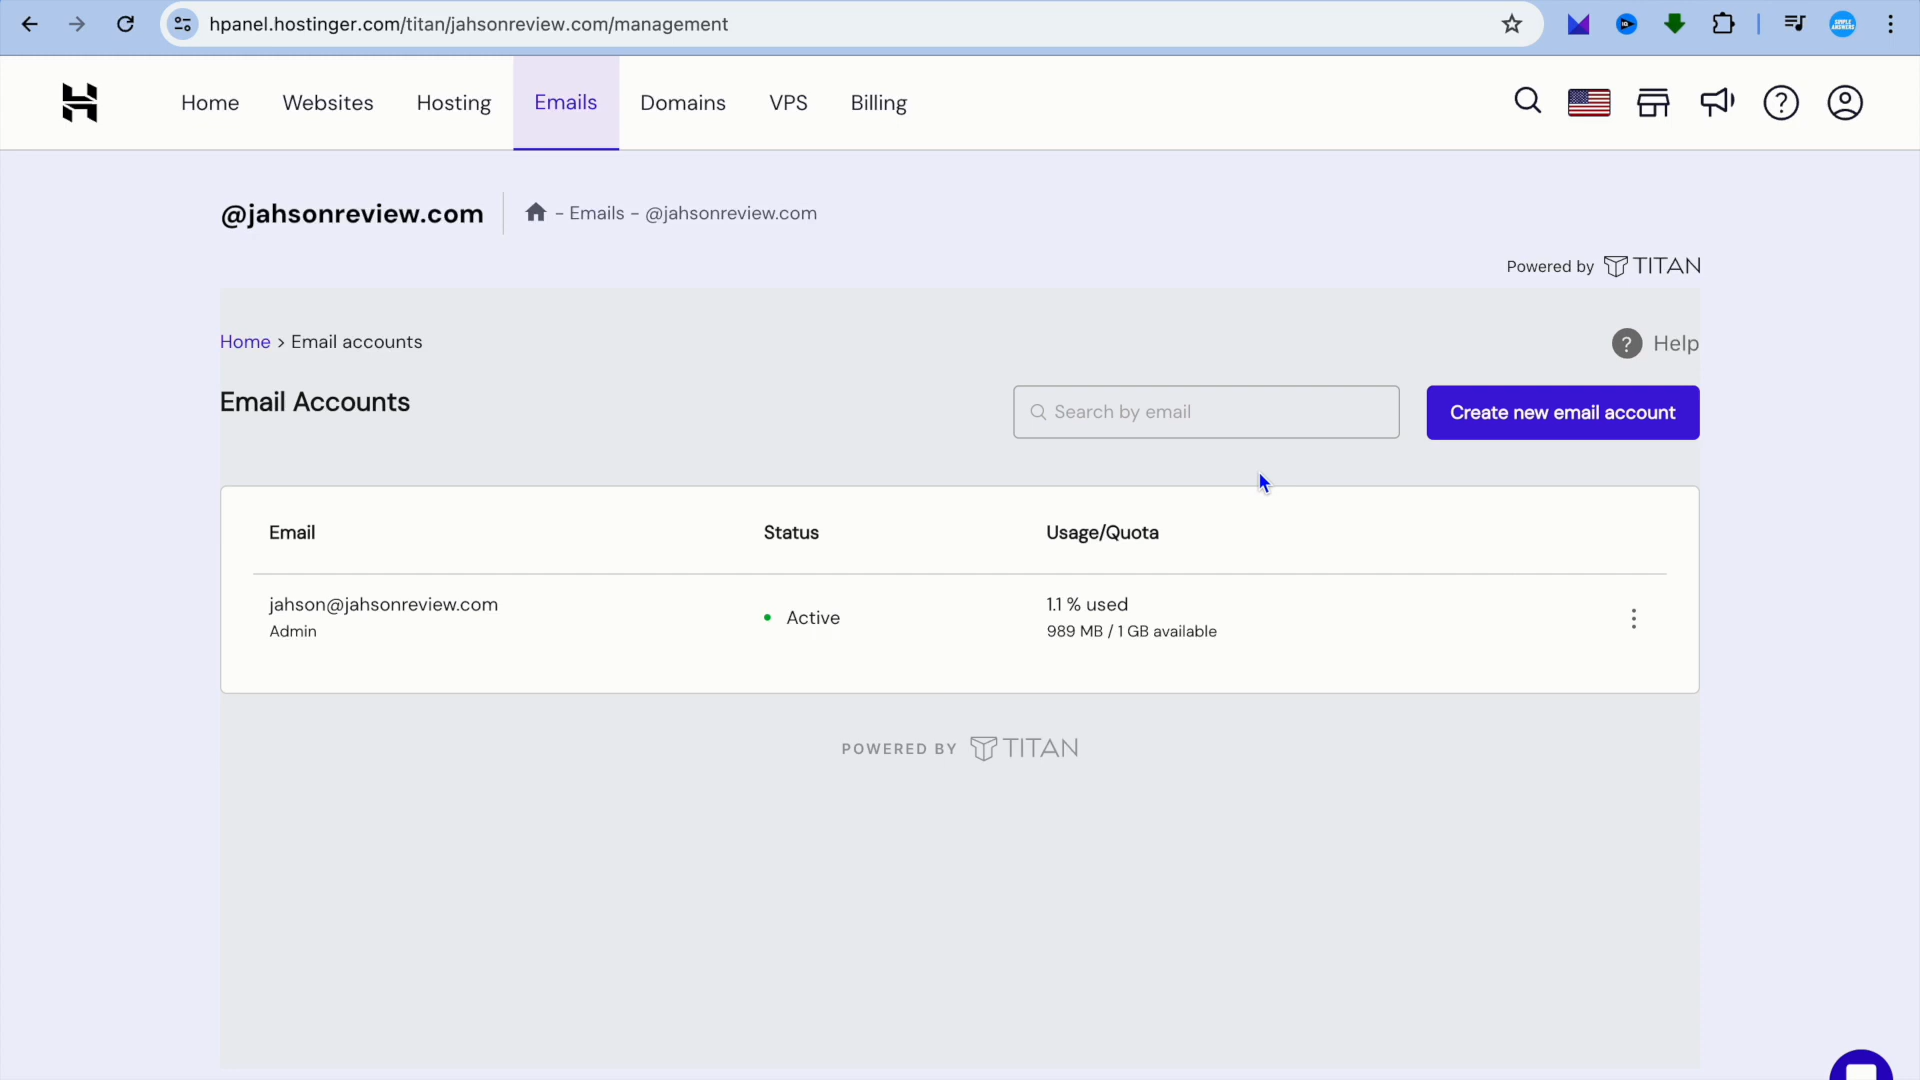 hpanel.hostinger.com/titan/jahsonreview.com/management
Home Websites Hosting Emails Domains VPS Billing
@jahsonreview.com - Emails - @jahsonreview.com
Powered by TITAN
Home > Email accounts
? Help
Email Accounts
Search by email
Create new email account
Email Status Usage/Quota
jahson@jahsonreview.com
Admin
Active
1.1 % used
989 MB / 1 GB available
POWERED BY TITAN